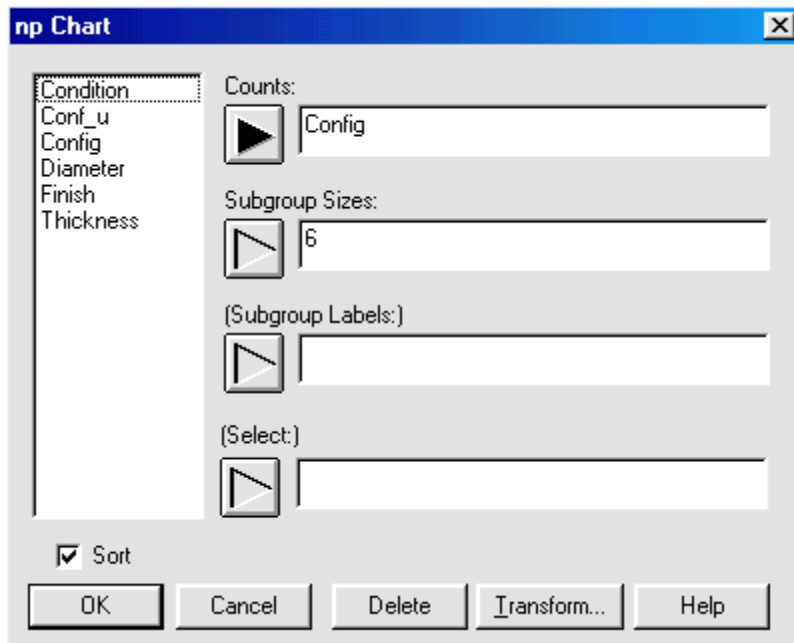 np Chart
Condition
Conf_u
Config
Diameter
Finish
Thickness
Counts:
Config
Subgroup Sizes:
6
(Subgroup Labels:)
(Select:)
Sort
OK
Cancel
Delete
Transform...
Help